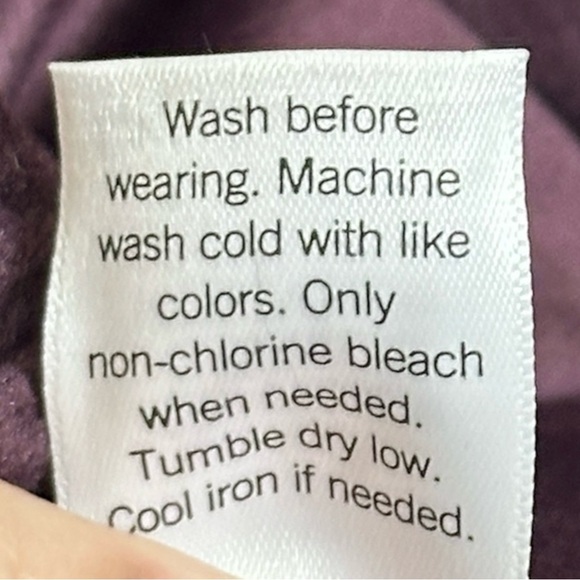 Wash before
wearing. Machine
wash cold with like
colors. Only
non-chlorine bleach
when needed.
Tumble dry low.
Cool iron if needed.